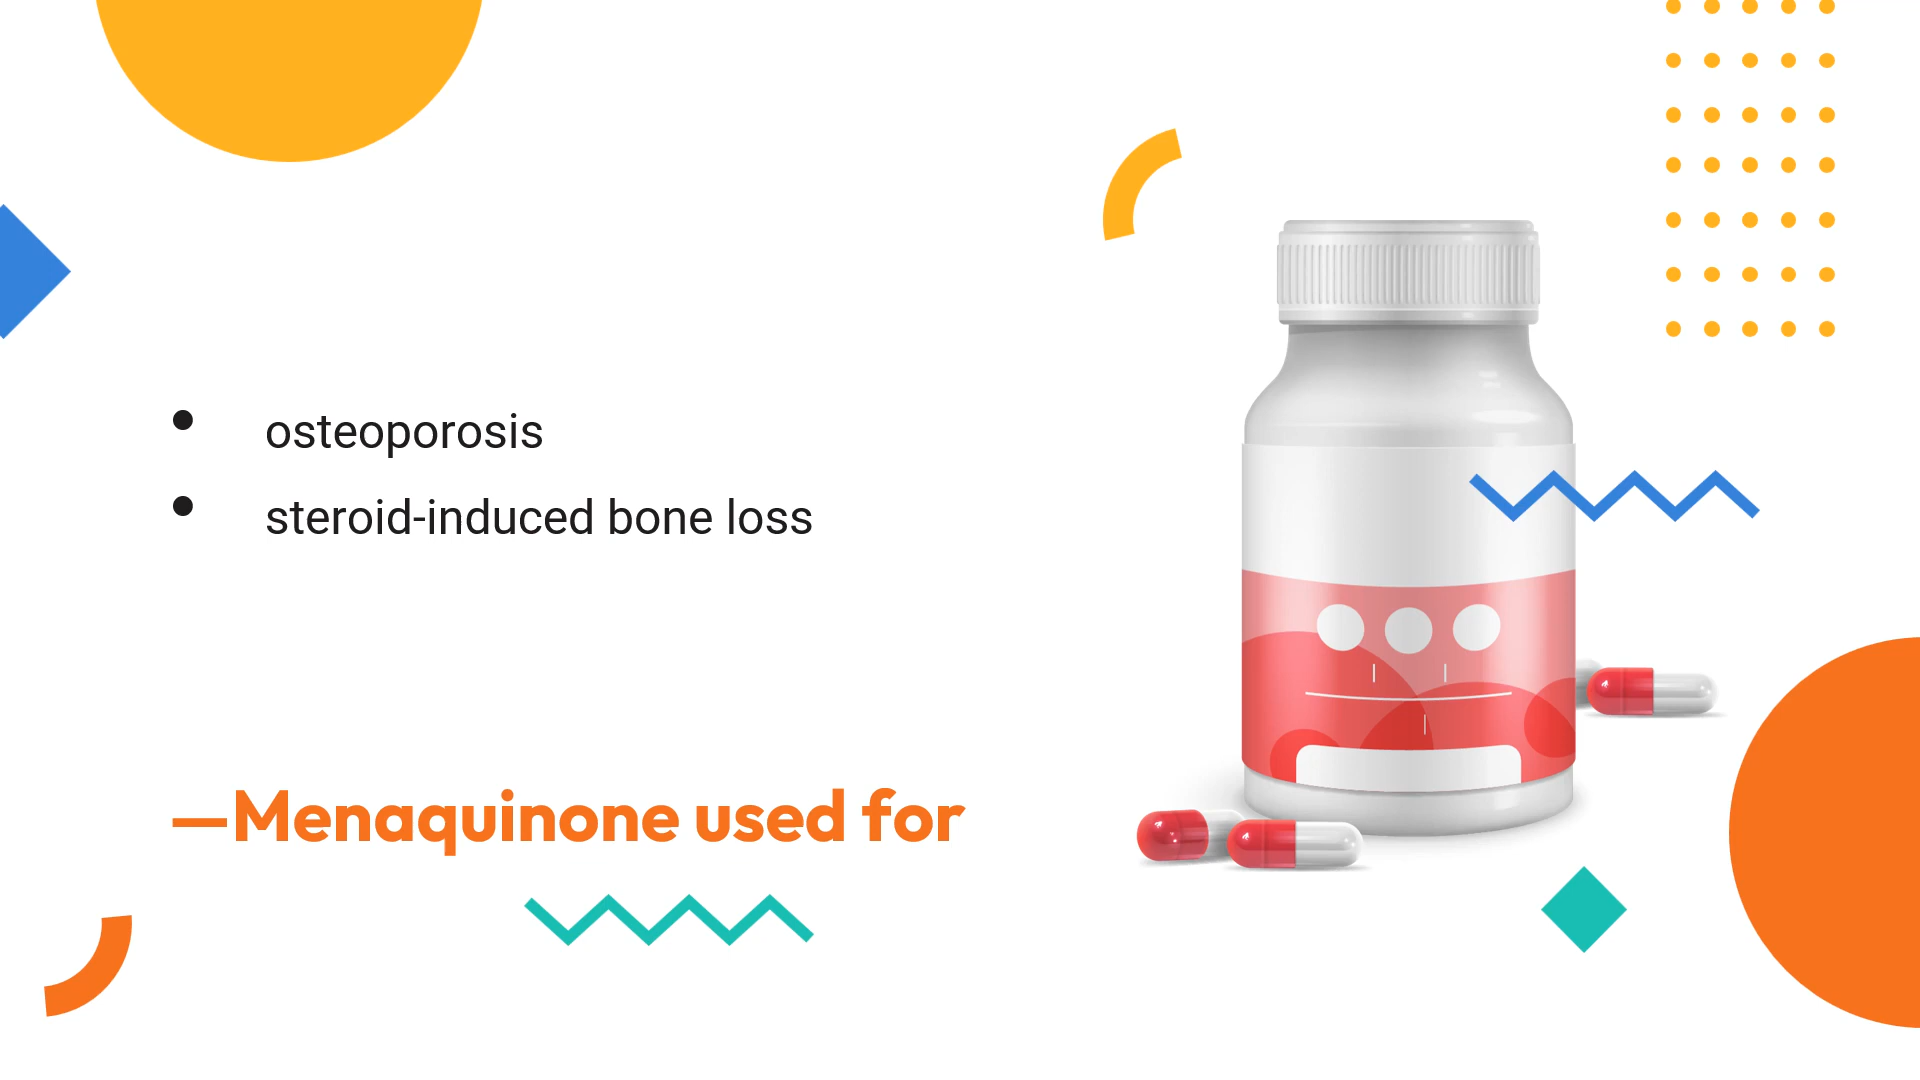 • osteoporosis
• steroid-induced bone loss
—Menaquinone used for